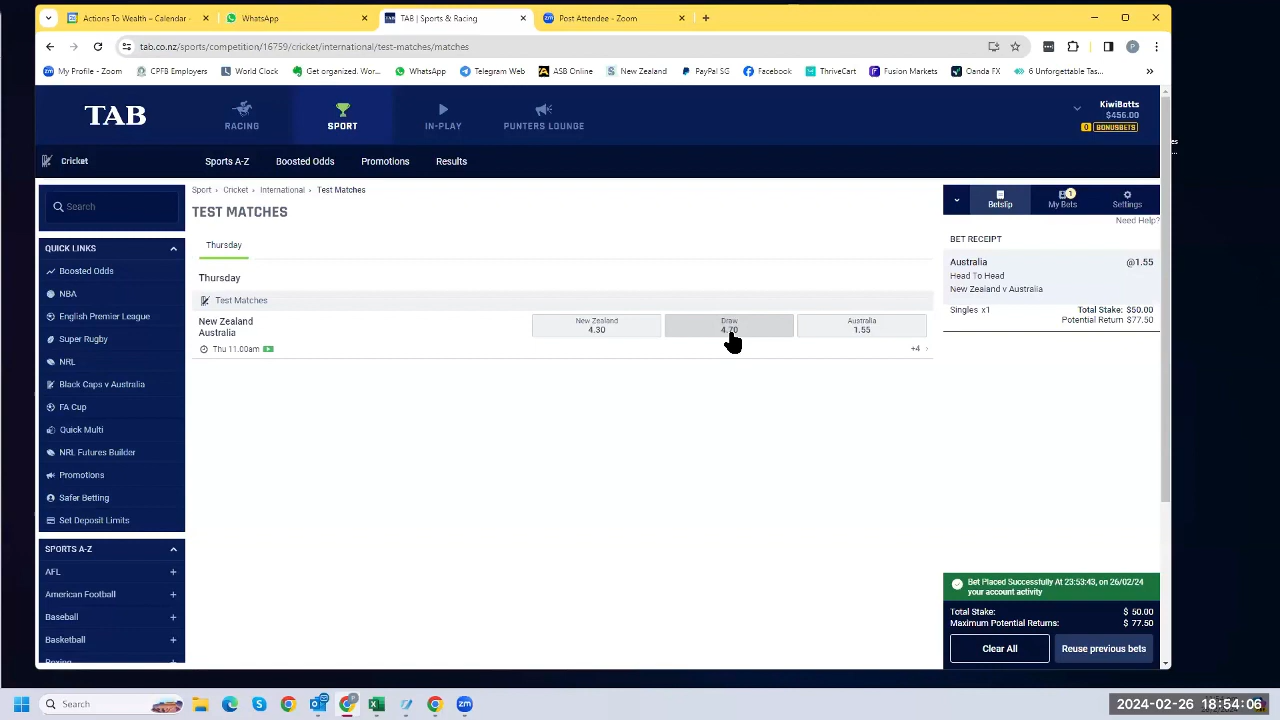 Actions To Wealth - Calendar -
WhatsApp
TAB | Sports & Racing
Post Attendee - Zoom
tab.co.nz/sports/competition/16759/cricket/international/test-matches/matches
My Profile - Zoom
CPFB Employers
World Clock
Get organized. Wor...
WhatsApp
Telegram Web
ASB Online
New Zealand
PayPal SG
Facebook
ThriveCart
Fusion Markets
Oanda FX
6 Unforgettable Tas...
TAB
RACING
SPORT
IN-PLAY
PUNTERS LOUNGE
KiwiBotts
$456.00
0 BONUSBETS
Cricket
Sports A-Z
Boosted Odds
Promotions
Results
Search
QUICK LINKS
Boosted Odds
NBA
English Premier League
Super Rugby
NRL
Black Caps v Australia
FA Cup
Quick Multi
NRL Futures Builder
Promotions
Safer Betting
Set Deposit Limits
SPORTS A-Z
AFL
American Football
Baseball
Basketball
Boxing
Sport › Cricket › International › Test Matches
TEST MATCHES
Thursday
Thursday
Test Matches
New Zealand
Australia
New Zealand
4.30
Draw
4.70
Australia
1.55
Thu 11.00am
+4
BetSlip
1
My Bets
Settings
Need Help?
BET RECEIPT
Australia @1.55
Head To Head
New Zealand v Australia
Singles x1 Total Stake: $50.00
Potential Return $77.50
Bet Placed Successfully At 23:53:43, on 26/02/24
your account activity
Total Stake: $ 50.00
Maximum Potential Returns: $ 77.50
Clear All
Reuse previous bets
Search
2024-02-26 18:54:06